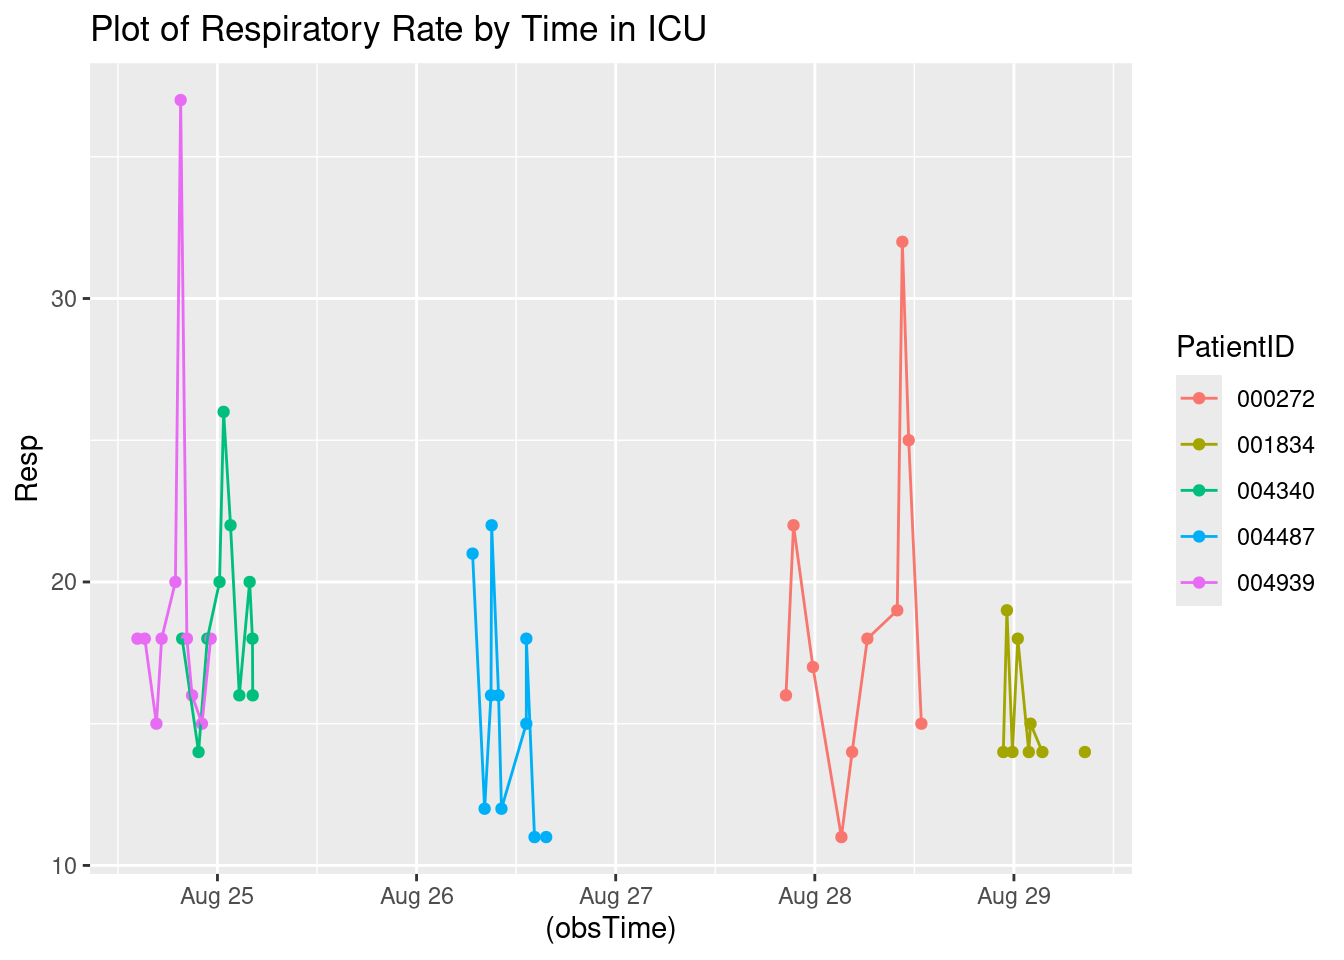 Plot of Respiratory Rate by Time in ICU
Resp
30
20
10
Aug 25 Aug 26 Aug 27 Aug 28 Aug 29
(obsTime)
PatientID
000272
001834
004340
004487
004939